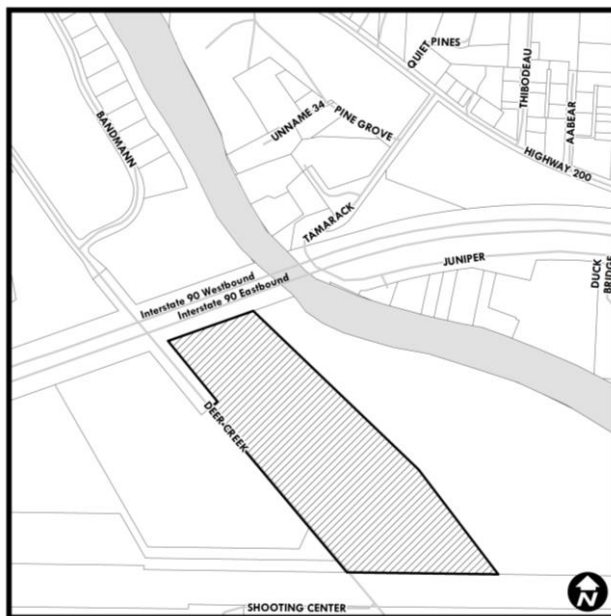 QUIET PINES
THIBODEAU
AABEAR
UNNAME 34
PINE GROVE
BANDMANN
HIGHWAY 200
TAMARACK
JUNIPER
DUCK
BRIDGE
Interstate 90 Westbound
Interstate 90 Eastbound
DEER CREEK
SHOOTING CENTER
N